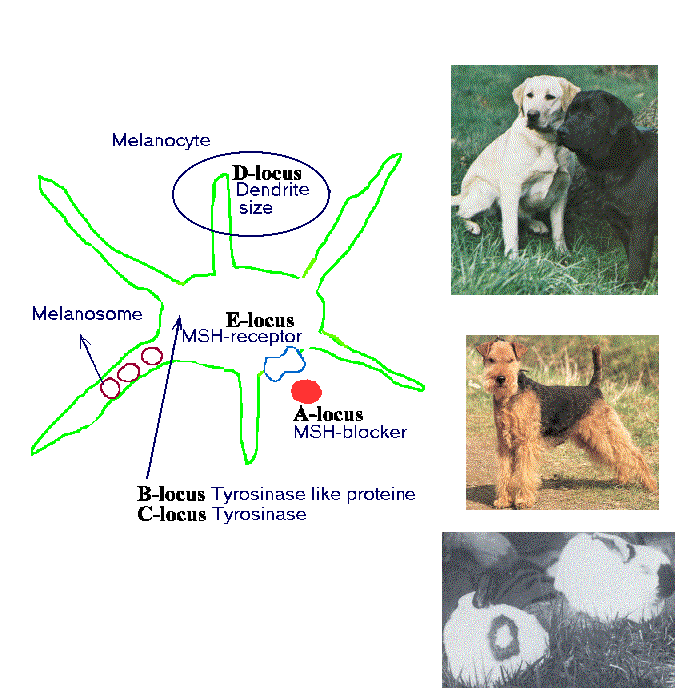 Melanocyte
D-locus
Dendrite
size
Melanosome
E-locus
MSH-receptor
A-locus
MSH-blocker
B-locus Tyrosinase like proteine
C-locus Tyrosinase